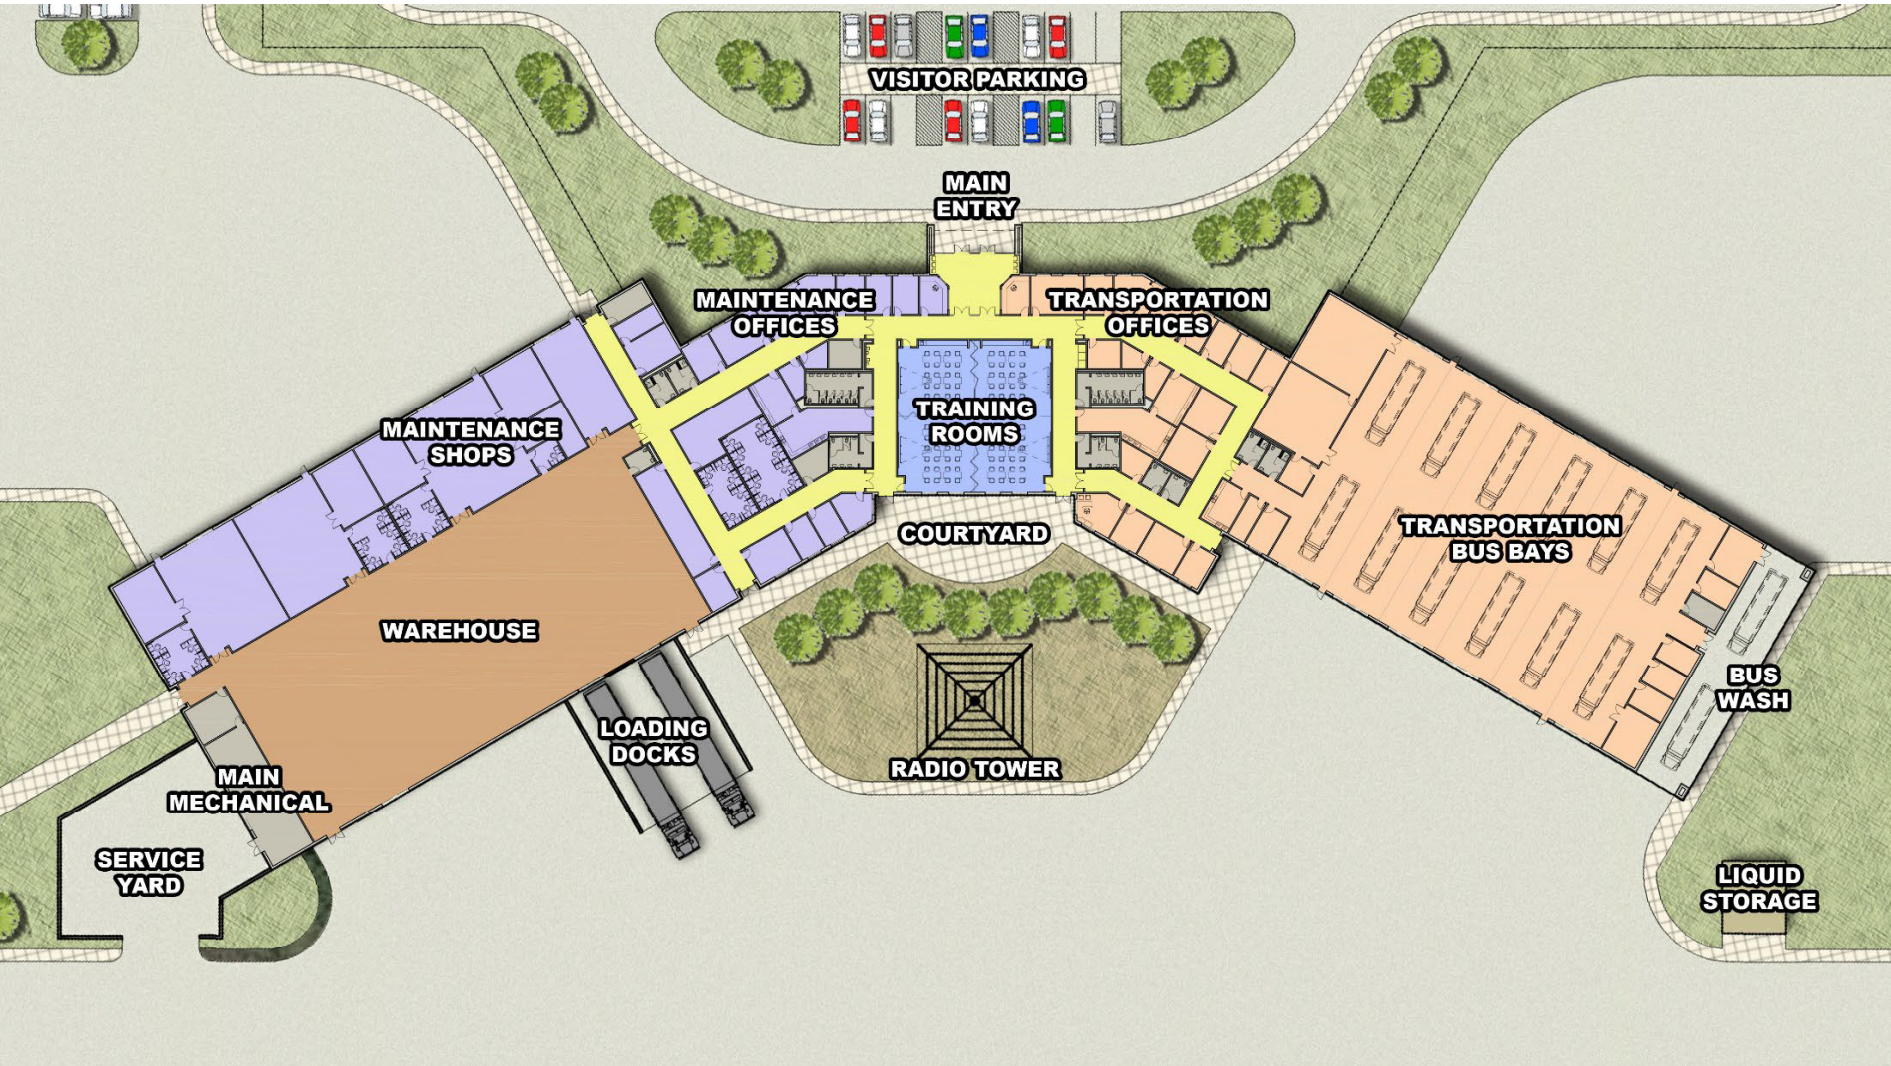 VISITOR PARKING
MAIN
ENTRY
MAINTENANCE
OFFICES
TRANSPORTATION
OFFICES
TRAINING
ROOMS
MAINTENANCE
SHOPS
COURTYARD
TRANSPORTATION
BUS BAYS
WAREHOUSE
BUS
WASH
LOADING
DOCKS
RADIO TOWER
MAIN
MECHANICAL
SERVICE
YARD
LIQUID
STORAGE